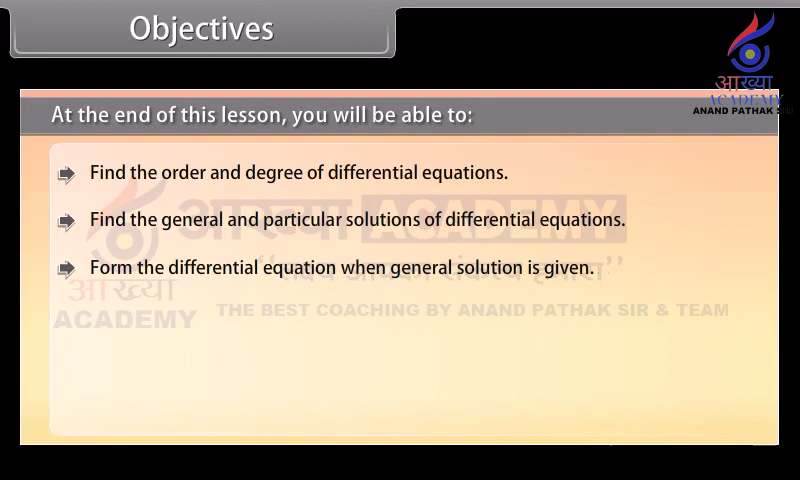 Objectives
आख्या
ACADEMY
ANAND PATHAK SIR
At the end of this lesson, you will be able to:
Find the order and degree of differential equations.
Find the general and particular solutions of differential equations.
Form the differential equation when general solution is given.
आख्या ACADEMY
आख्या
ACADEMY
THE BEST COACHING BY ANAND PATHAK SIR & TEAM